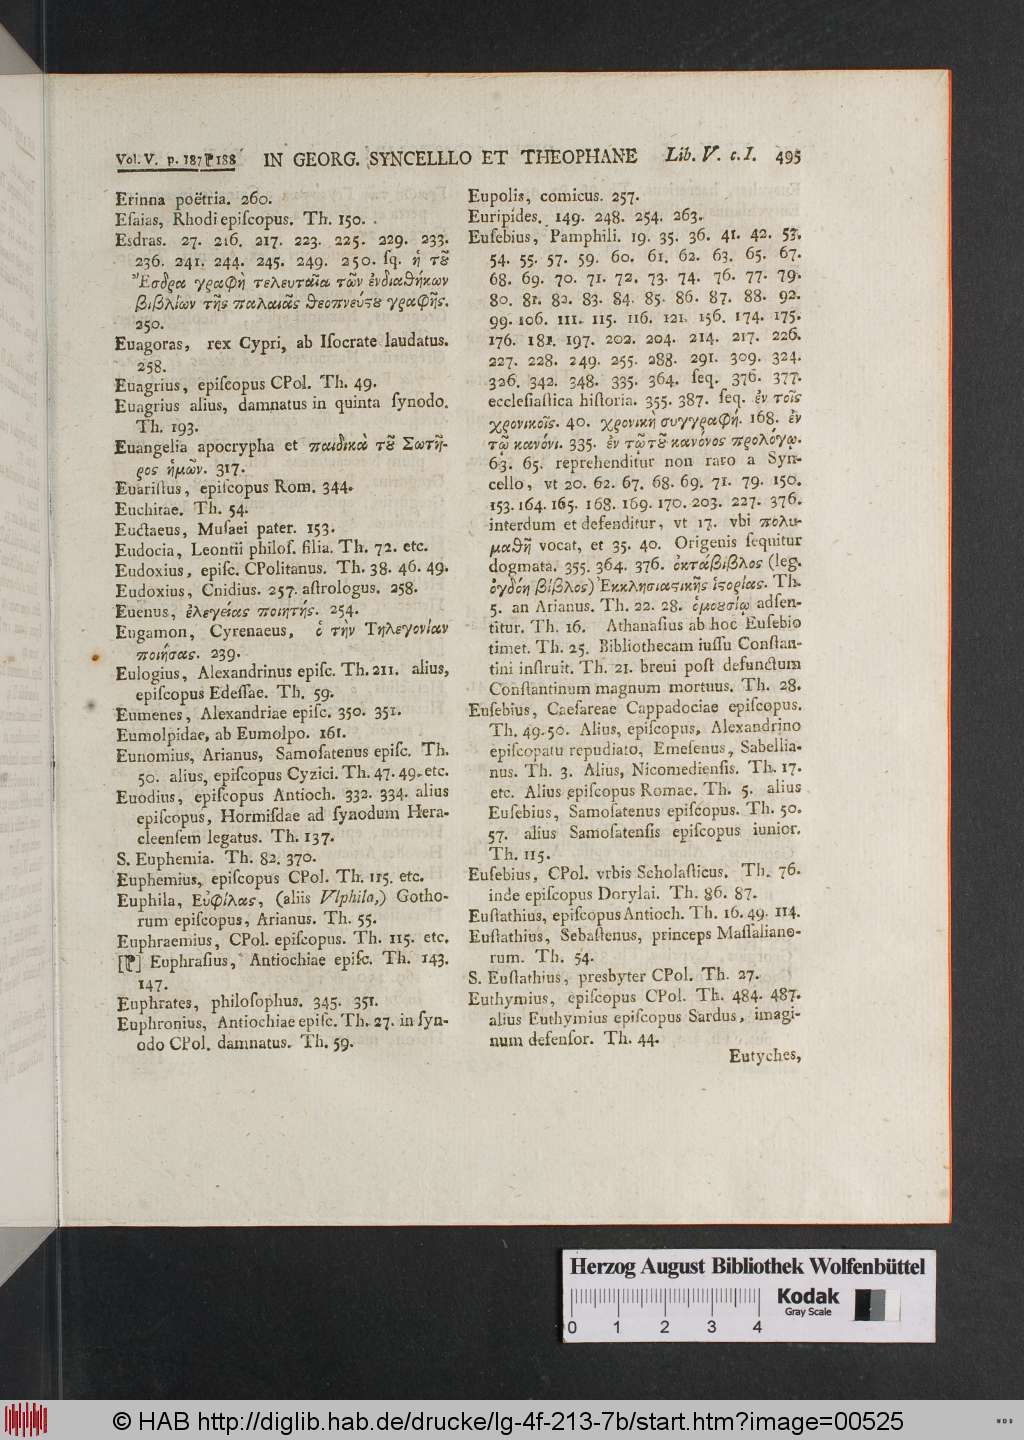 Vol. V. p. 187 ⁋ 188 IN GEORG. SYNCELLLO ET THEOPHANE Lib. V. c. I. 495
Erinna poëtria. 260.
Eſaias, Rhodi epiſcopus. Th. 150.
Esdras. 27. 216. 217. 223. 225. 229. 233.
236. 241. 244. 245. 249. 250. ſq. ἡ τοῦ
Ἔσδρα γραφὴ τελευταῖα τῶν ἐνδιαθήκων
βιβλίων τῆς παλαιᾶς θεοπνεύςου γραφῆς.
250.
Euagoras, rex Cypri, ab Iſocrate laudatus.
258.
Euagrius, epiſcopus CPol. Th. 49.
Euagrius alius, damnatus in quinta ſynodo.
Th. 193.
Euangelia apocrypha et παιδικὰ τοῦ Σωτῆ-
ρος ἡμῶν. 317.
Euariſtus, epiſcopus Rom. 344.
Euchitae. Th. 54.
Euctaeus, Muſaei pater. 153.
Eudocia, Leontii philoſ. filia. Th. 72. etc.
Eudoxius, epiſc. CPolitanus. Th. 38. 46. 49.
Eudoxius, Cnidius. 257. aſtrologus. 258.
Euenus, ἐλεγείας ποιητής. 254.
Eugamon, Cyrenaeus, ὁ τὴν Τηλεγονίαν
ποιήσας. 239.
Eulogius, Alexandrinus epiſc. Th. 211. alius,
epiſcopus Edeſſae. Th. 59.
Eumenes, Alexandriae epiſc. 350. 351.
Eumolpidae, ab Eumolpo. 161.
Eunomius, Arianus, Samoſatenus epiſc. Th.
50. alius, epiſcopus Cyzici. Th. 47. 49. etc.
Euodius, epiſcopus Antioch. 332. 334. alius
epiſcopus, Hormiſdae ad ſynodum Hera-
cleenſem legatus. Th. 137.
S. Euphemia. Th. 82. 370.
Euphemius, epiſcopus CPol. Th. 115. etc.
Euphila, Εὐφίλας, (aliis Vlphila,) Gotho-
rum epiſcopus, Arianus. Th. 55.
Euphraemius, CPol. epiſcopus. Th. 115. etc.
[⁋] Euphraſius, Antiochiae epiſc. Th. 143.
147.
Euphrates, philoſophus. 345. 351.
Euphronius, Antiochiae epiſc. Th. 27. in ſyn-
odo CPol. damnatus. Th. 59.
Eupolis, comicus. 257.
Euripides. 149. 248. 254. 263.
Euſebius, Pamphili. 19. 35. 36. 41. 42. 53.
54. 55. 57. 59. 60. 61. 62. 63. 65. 67.
68. 69. 70. 71. 72. 73. 74. 76. 77. 79.
80. 81. 82. 83. 84. 85. 86. 87. 88. 92.
99. 106. 111. 115. 116. 121. 156. 174. 175.
176. 181. 197. 202. 204. 214. 217. 226.
227. 228. 249. 255. 288. 291. 309. 324.
326. 342. 348. 335. 364. ſeq. 376. 377.
eccleſiaſtica hiſtoria. 355. 387. ſeq. ἐν τοῖς
χρονικοῖς. 40. χρονικὴ συγγραφή. 168. ἐν
τῷ κανόνι. 335. ἐν τῷ τοῦ κανόνος προλόγῳ.
63. 65. reprehenditur non raro a Syn-
cello, vt 20. 62. 67. 68. 69. 71. 79. 150.
153. 164. 165. 168. 169. 170. 203. 227. 376.
interdum et defenditur, vt 17. vbi πολυ-
μαθῆ vocat, et 35. 40. Origenis ſequitur
dogmata. 355. 364. 376. ὀκτάβιβλος (leg.
ὀγδόη βίβλος) Ἐκκλησιαςικῆς ἱςορίας. Th.
5. an Arianus. Th. 22. 28. ὁμοουσίῳ adſen-
titur. Th. 16. Athanaſius ab hoc Euſebio
timet. Th. 25. Bibliothecam iuſſu Conſtan-
tini inſtruit. Th. 21. breui poſt defunctum
Conſtantinum magnum mortuus. Th. 28.
Euſebius, Caeſareae Cappadociae epiſcopus.
Th. 49. 50. Alius, epiſcopus, Alexandrino
epiſcopatu repudiato, Emeſenus, Sabellia-
nus. Th. 3. Alius, Nicomedienſis. Th. 17.
etc. Alius epiſcopus Romae. Th. 5. alius
Euſebius, Samoſatenus epiſcopus. Th. 50.
57. alius Samoſatenſis epiſcopus iunior.
Th. 115.
Euſebius, CPol. vrbis Scholaſticus. Th. 76.
inde epiſcopus Dorylai. Th. 86. 87.
Euſtathius, epiſcopus Antioch. Th. 16. 49. 114.
Euſtathius, Sebaſtenus, princeps Maſſaliano-
rum. Th. 54.
S. Euſtathius, presbyter CPol. Th. 27.
Euthymius, epiſcopus CPol. Th. 484. 487.
alius Euthymius epiſcopus Sardus, imagi-
num defenſor. Th. 44.
Eutyches,
Herzog August Bibliothek Wolfenbüttel
Kodak
Gray Scale
0 1 2 3 4
© HAB http://diglib.hab.de/drucke/lg-4f-213-7b/start.htm?image=00525